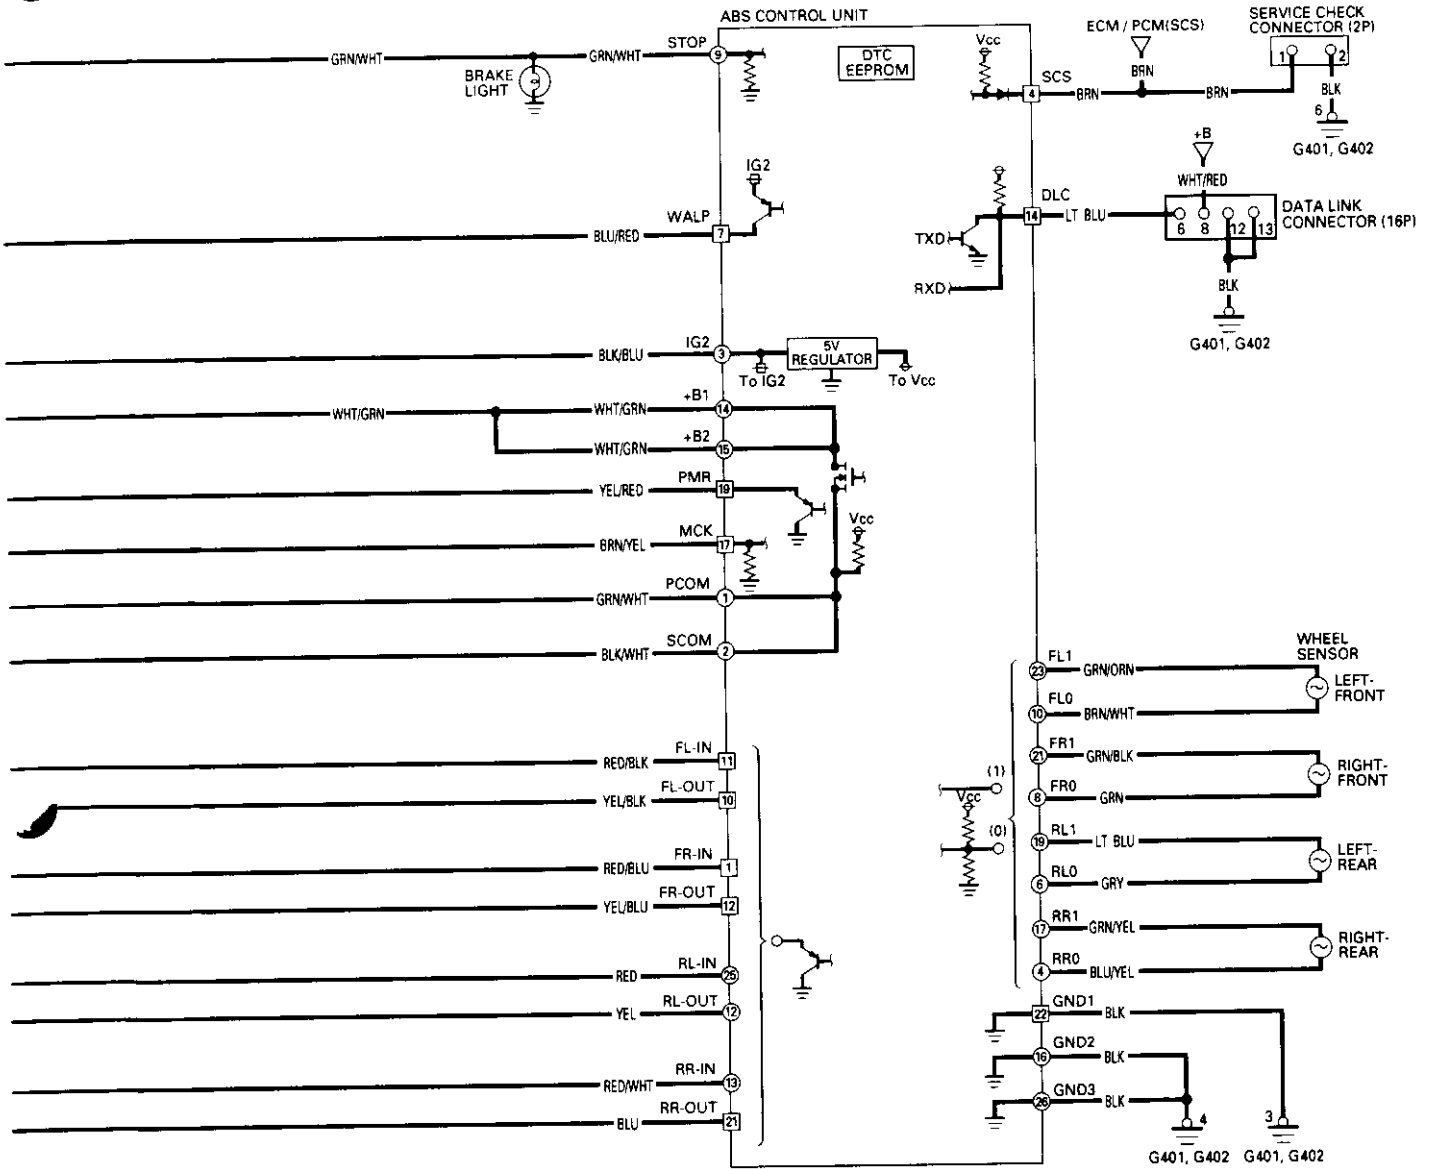 ABS CONTROL UNIT
DTC
EEPROM
GRN/WHT
BRAKE
LIGHT
GRN/WHT
STOP
9
Vcc
SCS
4
BRN
ECM / PCM(SCS)
BRN
BRN
SERVICE CHECK
CONNECTOR (2P)
1
2
BLK
6
G401, G402
IG2
WALP
BLU/RED
7
TXD
RXD
DLC
14
LT BLU
+B
WHT/RED
6
8
12
13
DATA LINK
CONNECTOR (16P)
BLK
G401, G402
BLK/BLU
IG2
3
To IG2
5V
REGULATOR
To Vcc
WHT/GRN
WHT/GRN
+B1
14
WHT/GRN
+B2
15
YEL/RED
PMR
19
BRN/YEL
MCK
17
Vcc
GRN/WHT
PCOM
1
BLK/WHT
SCOM
2
RED/BLK
FL-IN
11
YEL/BLK
FL-OUT
10
RED/BLU
FR-IN
1
YEL/BLU
FR-OUT
12
RED
RL-IN
25
YEL
RL-OUT
12
RED/WHT
RR-IN
13
BLU
RR-OUT
21
(1)
Vcc
(0)
WHEEL
SENSOR
23
FL1
GRN/ORN
10
FL0
BRN/WHT
LEFT-
FRONT
21
FR1
GRN/BLK
8
FR0
GRN
RIGHT-
FRONT
19
RL1
LT BLU
6
RL0
GRY
LEFT-
REAR
17
RR1
GRN/YEL
4
RR0
BLU/YEL
RIGHT-
REAR
22
GND1
BLK
16
GND2
BLK
26
GND3
BLK
4
G401, G402
3
G401, G402